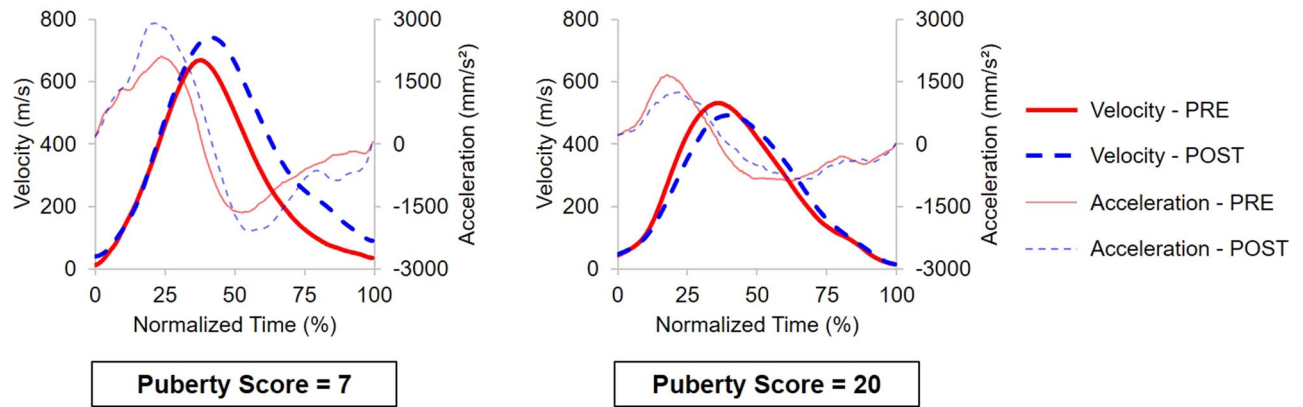 800
600
400
200
0
Velocity (m/s)
3000
1500
0
-1500
-3000
Acceleration (mm/s²)
0 25 50 75 100
Normalized Time (%)
Puberty Score = 7
800
600
400
200
0
Velocity (m/s)
3000
1500
0
-1500
-3000
Acceleration (mm/s²)
0 25 50 75 100
Normalized Time (%)
Puberty Score = 20
Velocity - PRE
Velocity - POST
Acceleration - PRE
Acceleration - POST